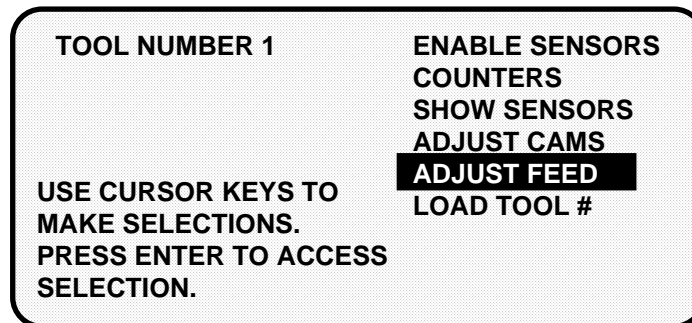 TOOL NUMBER 1
USE CURSOR KEYS TO
MAKE SELECTIONS.
PRESS ENTER TO ACCESS
SELECTION.
ENABLE SENSORS
COUNTERS
SHOW SENSORS
ADJUST CAMS
ADJUST FEED
LOAD TOOL #